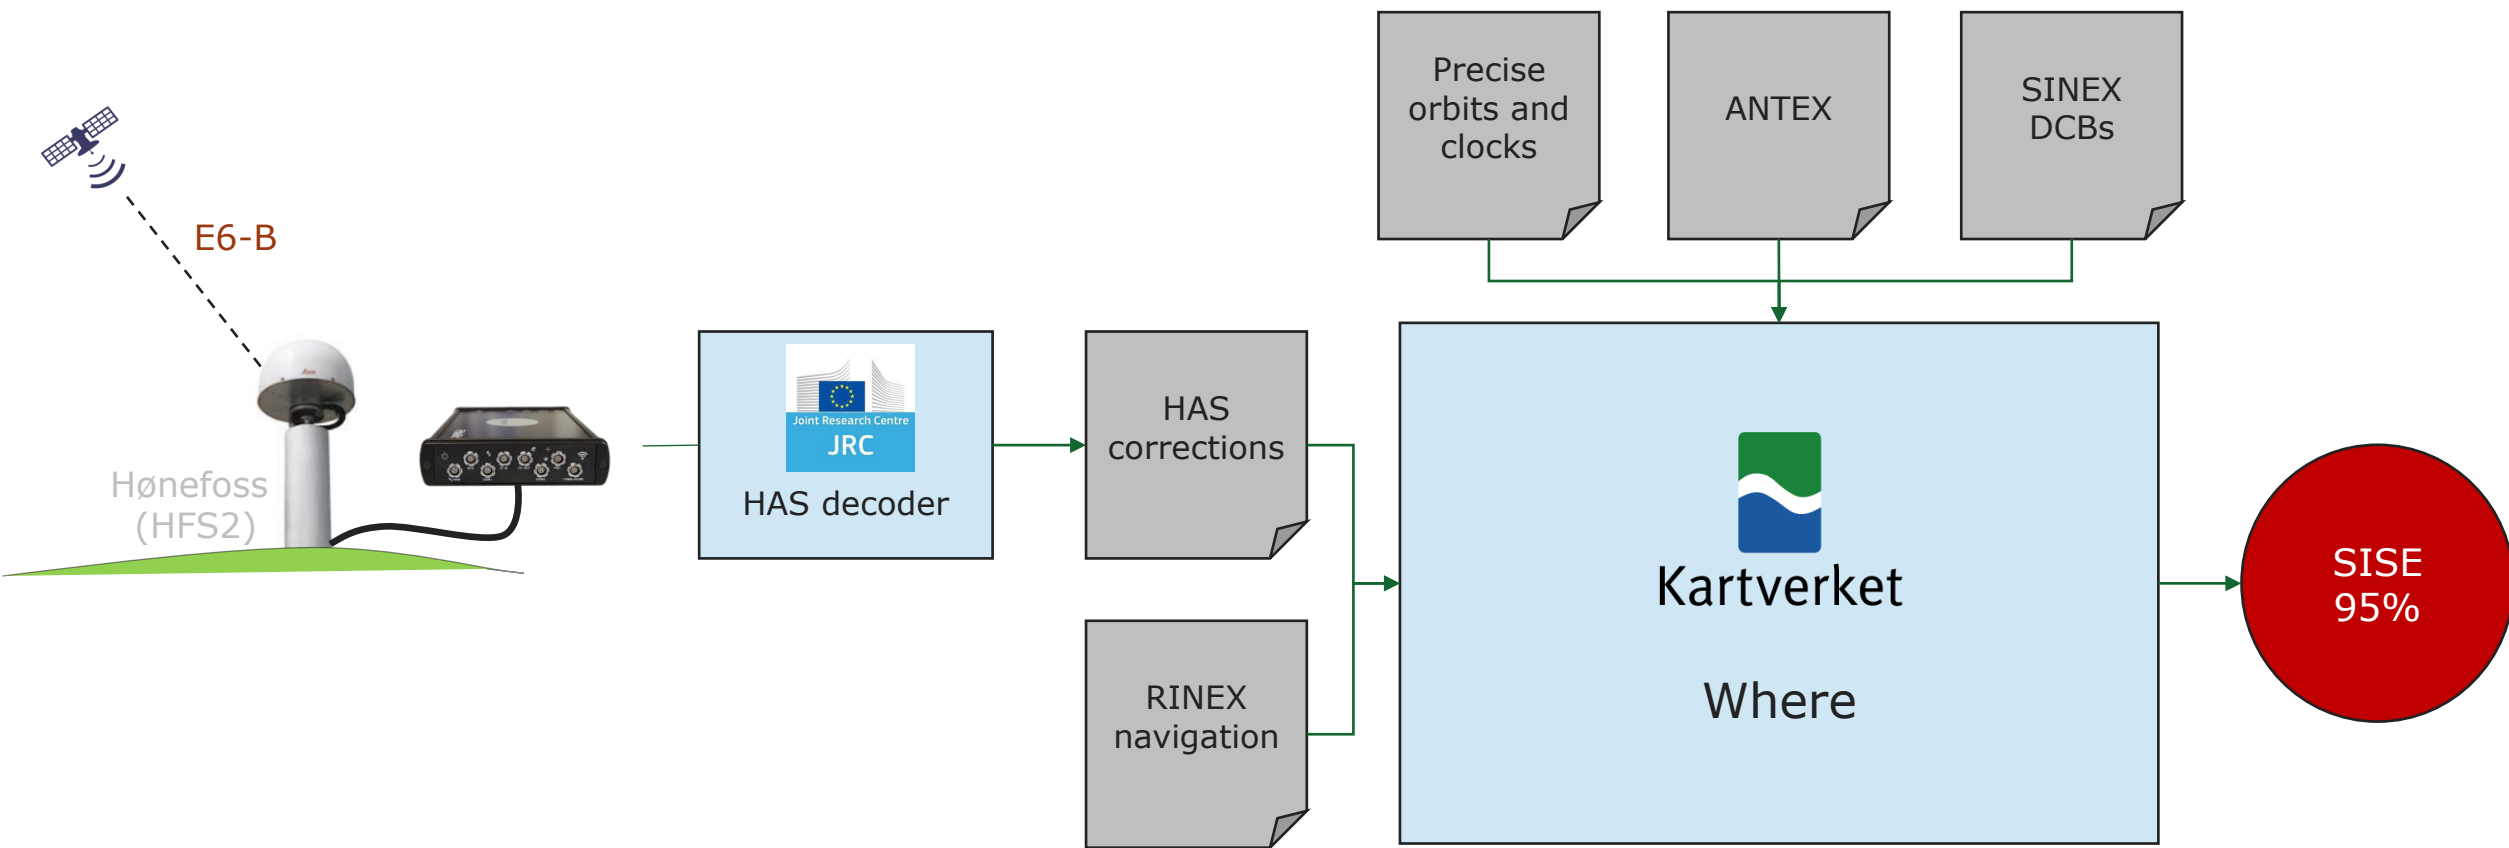 E6-B
Hønefoss
(HFS2)
Joint Research Centre
JRC
HAS decoder
HAS
corrections
RINEX
navigation
Precise
orbits and
clocks
ANTEX
SINEX
DCBs
Kartverket
Where
SISE
95%